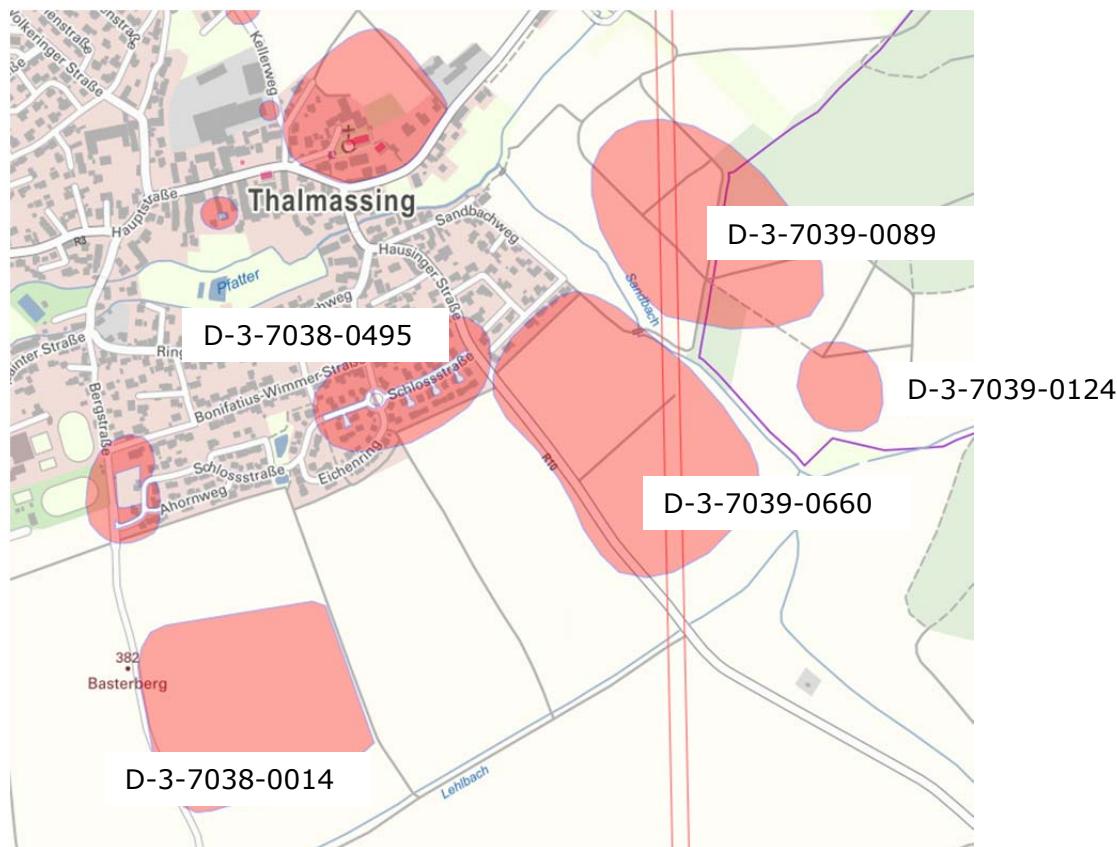 Volkeringer Straße
Kellerweg
Hauptstraße
R3
Thalmassing
Sandbachweg
Hausinger-Straße
Pfatter
Sandbach
D-3-7039-0089
D-3-7038-0495
Schlossstraße
Bonifatius-Wimmer-Straße
Bergstraße
D-3-7039-0124
Schlossstraße
Eichenring
Ahornweg
R10
D-3-7039-0660
382
Basterberg
D-3-7038-0014
Lehlbach